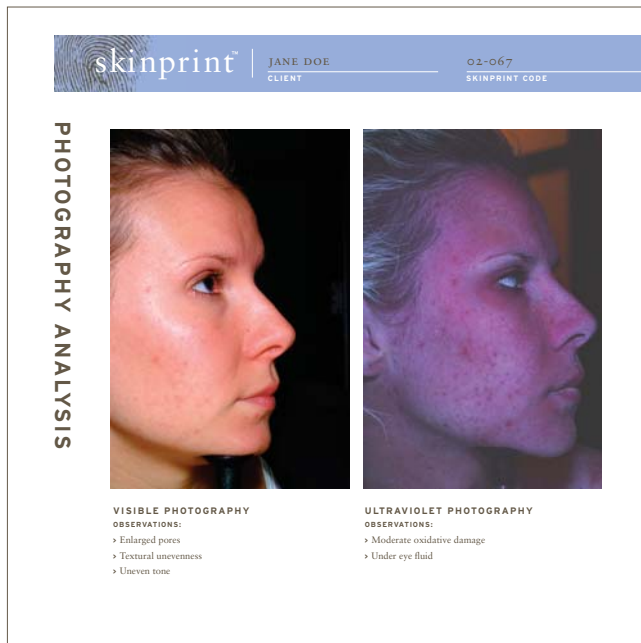 skinprint™
JANE DOE
CLIENT
02-067
SKINPRINT CODE
PHOTOGRAPHY ANALYSIS
VISIBLE PHOTOGRAPHY
OBSERVATIONS:
› Enlarged pores
› Textural unevenness
› Uneven tone
ULTRAVIOLET PHOTOGRAPHY
OBSERVATIONS:
› Moderate oxidative damage
› Under eye fluid